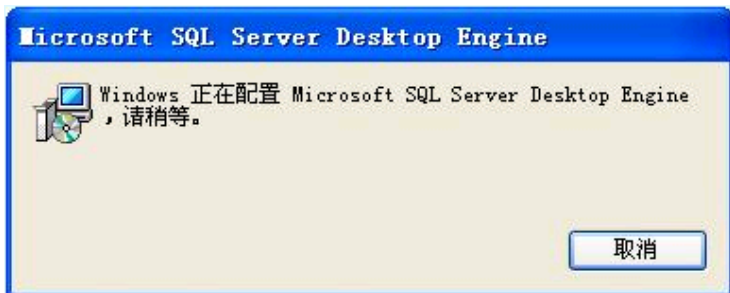 Microsoft SQL Server Desktop Engine
Windows 正在配置 Microsoft SQL Server Desktop Engine
，请稍等。
取消